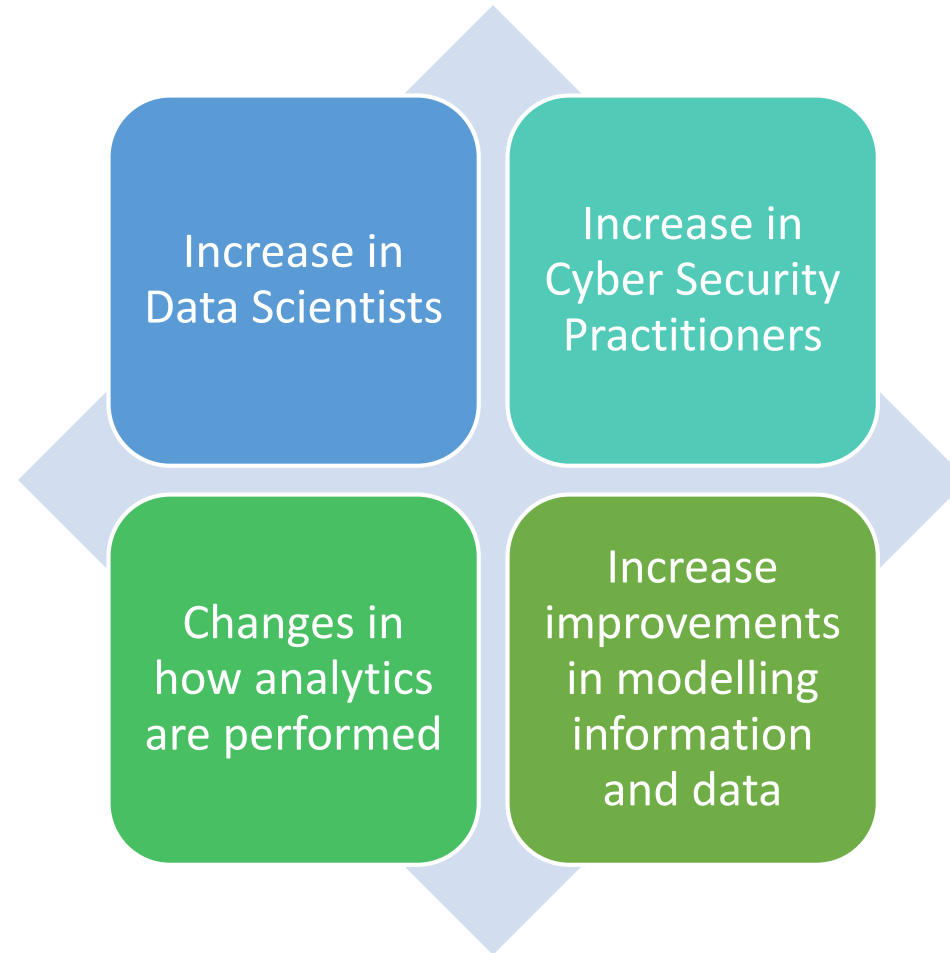 Increase in
Data Scientists
Increase in
Cyber Security
Practitioners
Changes in
how analytics
are performed
Increase
improvements
in modelling
information
and data